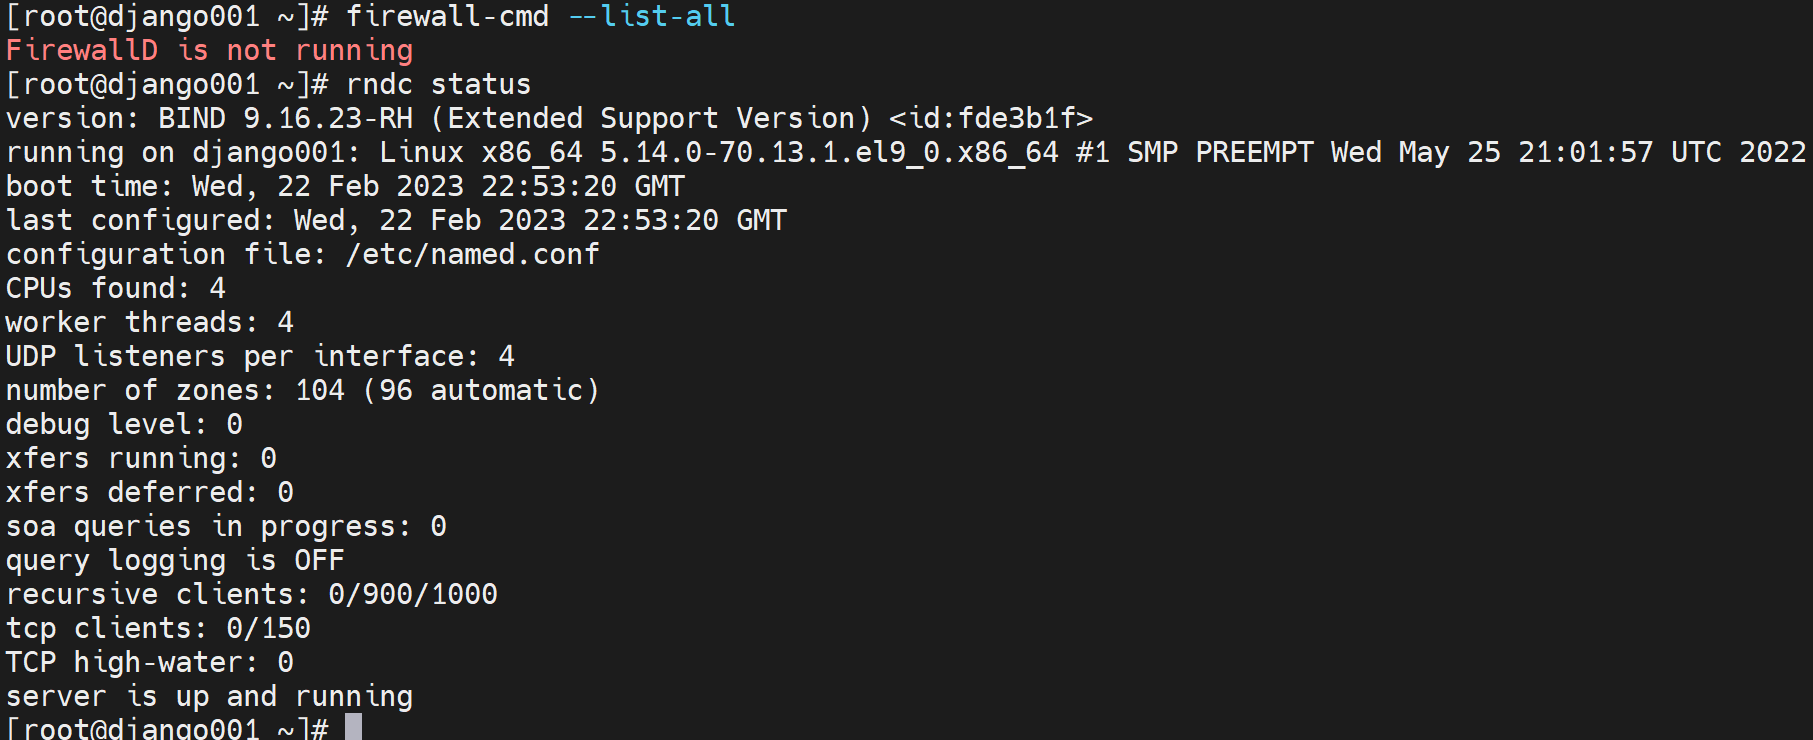 [root@django001 ~]# firewall-cmd --list-all
FirewallD is not running
[root@django001 ~]# rndc status
version: BIND 9.16.23-RH (Extended Support Version) <id:fde3b1f>
running on django001: Linux x86_64 5.14.0-70.13.1.el9_0.x86_64 #1 SMP PREEMPT Wed May 25 21:01:57 UTC 2022
boot time: Wed, 22 Feb 2023 22:53:20 GMT
last configured: Wed, 22 Feb 2023 22:53:20 GMT
configuration file: /etc/named.conf
CPUs found: 4
worker threads: 4
UDP listeners per interface: 4
number of zones: 104 (96 automatic)
debug level: 0
xfers running: 0
xfers deferred: 0
soa queries in progress: 0
query logging is OFF
recursive clients: 0/900/1000
tcp clients: 0/150
TCP high-water: 0
server is up and running
[root@django001 ~]#